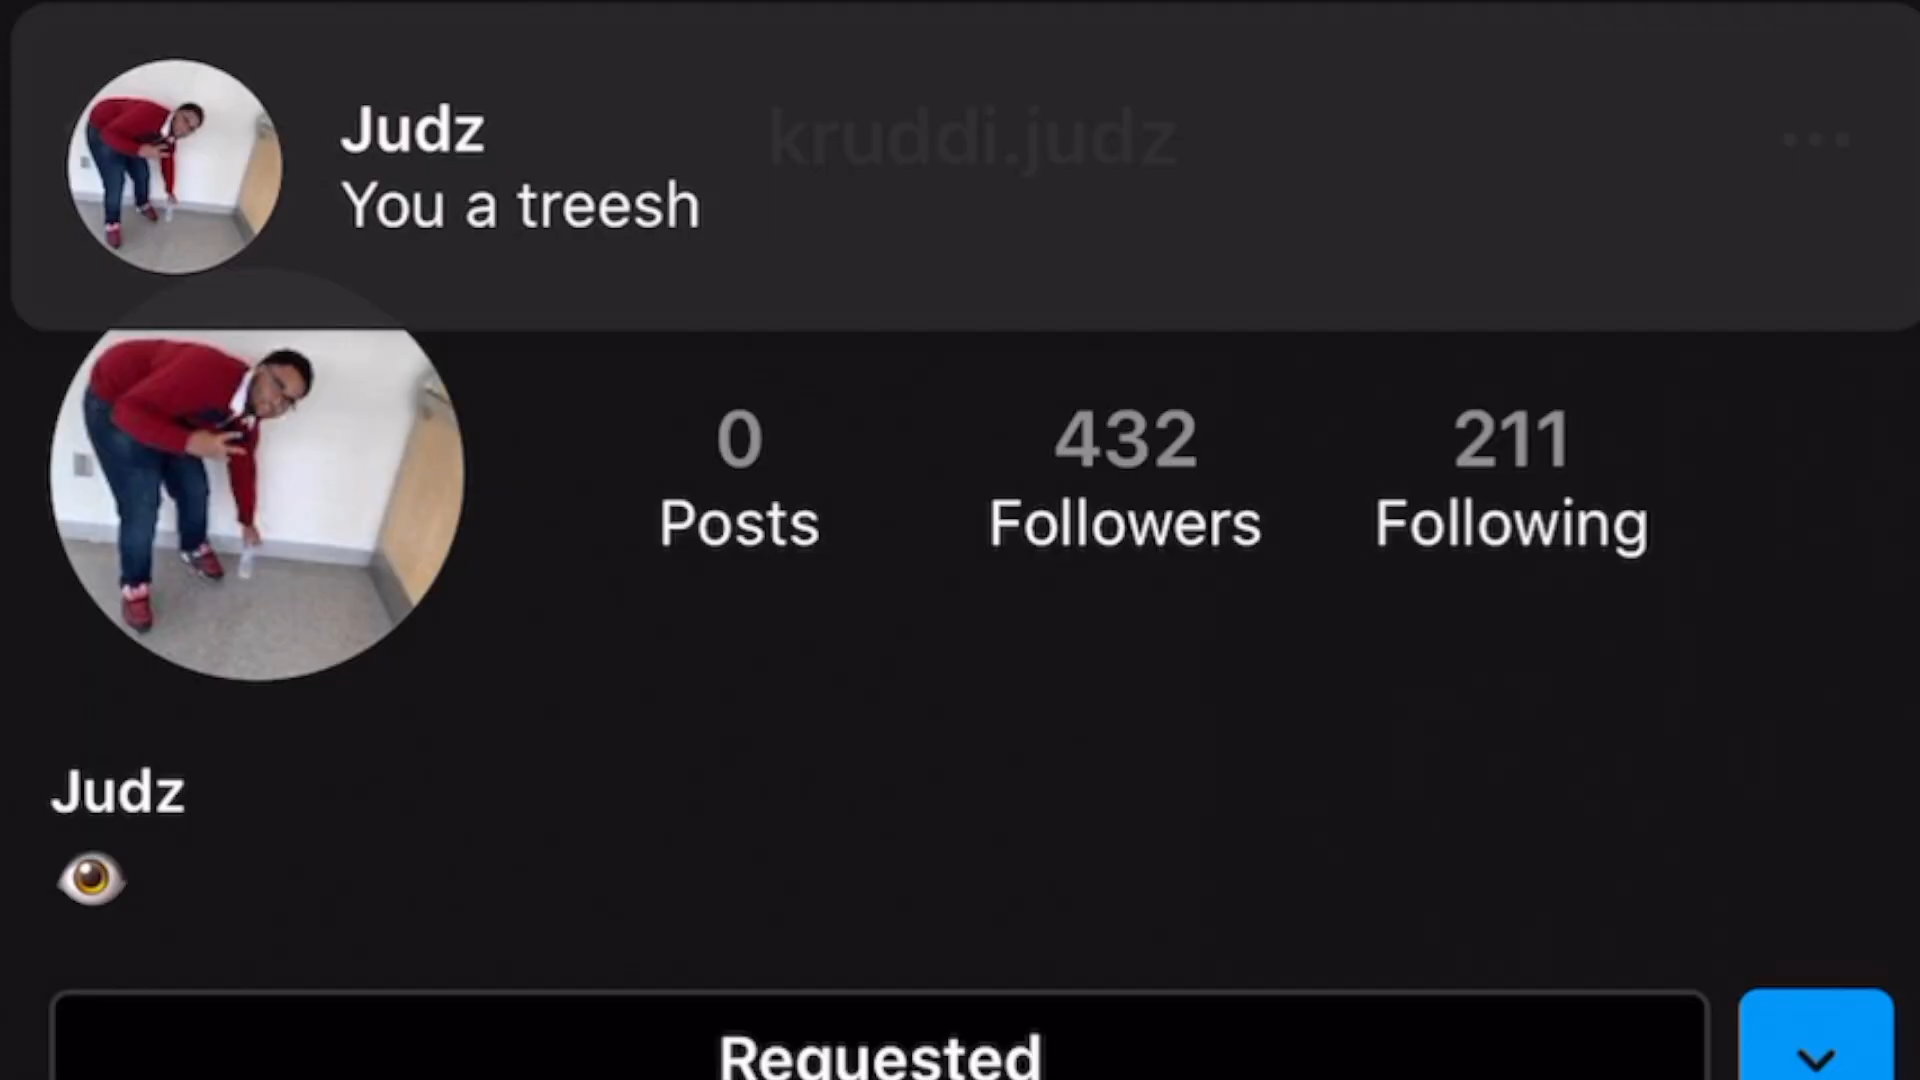 Judz
kruddi.judz
You a treesh
0
432
211
Posts
Followers
Following
Judz
Requested